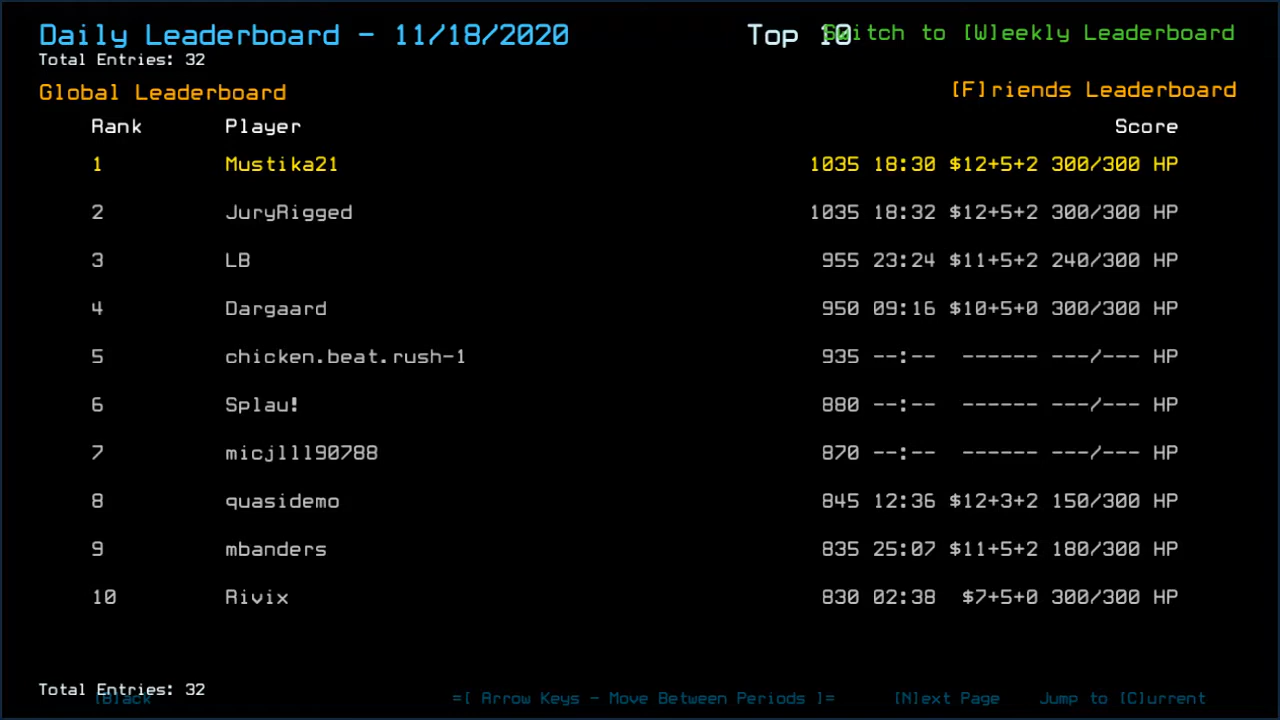 Daily Leaderboard - 11/18/2020 Top 10 Switch to [W]eekly Leaderboard
Total Entries: 32
Global Leaderboard [F]riends Leaderboard
Rank Player Score
1 Mustika21 1035 18:30 $12+5+2 300/300 HP
2 JuryRigged 1035 18:32 $12+5+2 300/300 HP
3 LB 955 23:24 $11+5+2 240/300 HP
4 Dargaard 950 09:16 $10+5+0 300/300 HP
5 chicken.beat.rush-1 935 --:-- ------ ---/--- HP
6 Splau! 880 --:-- ------ ---/--- HP
7 micjlll90788 870 --:-- ------ ---/--- HP
8 quasidemo 845 12:36 $12+3+2 150/300 HP
9 mbanders 835 25:07 $11+5+2 180/300 HP
10 Rivix 830 02:38 $7+5+0 300/300 HP
Total Entries: 32
[B]ack =[ Arrow Keys - Move Between Periods ]= [N]ext Page Jump to [C]urrent